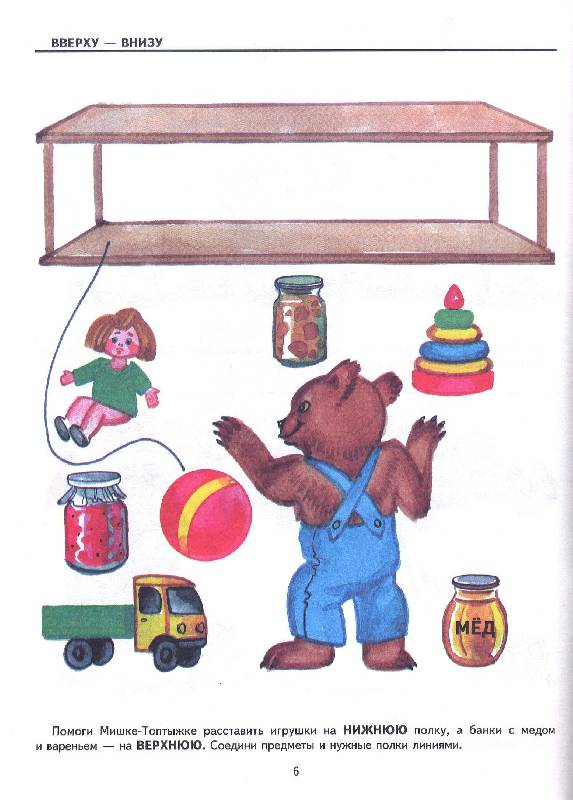 ВВЕРХУ — ВНИЗУ
МЁД
Помоги Мишке-Топтыжке расставить игрушки на НИЖНЮЮ полку, а банки с медом
и вареньем — на ВЕРХНЮЮ. Соедини предметы и нужные полки линиями.
6